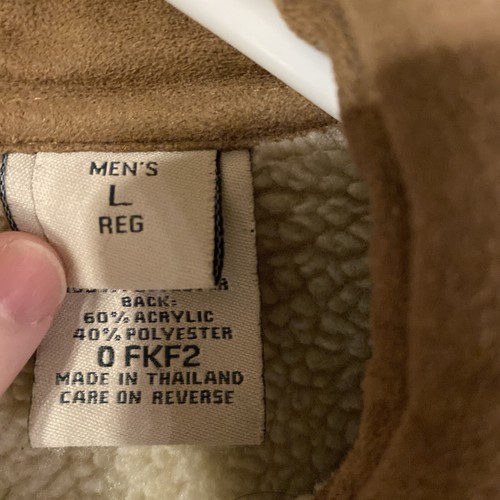 MEN'S
L
REG
BACK:
60% ACRYLIC
40% POLYESTER
0 FKF2
MADE IN THAILAND
CARE ON REVERSE